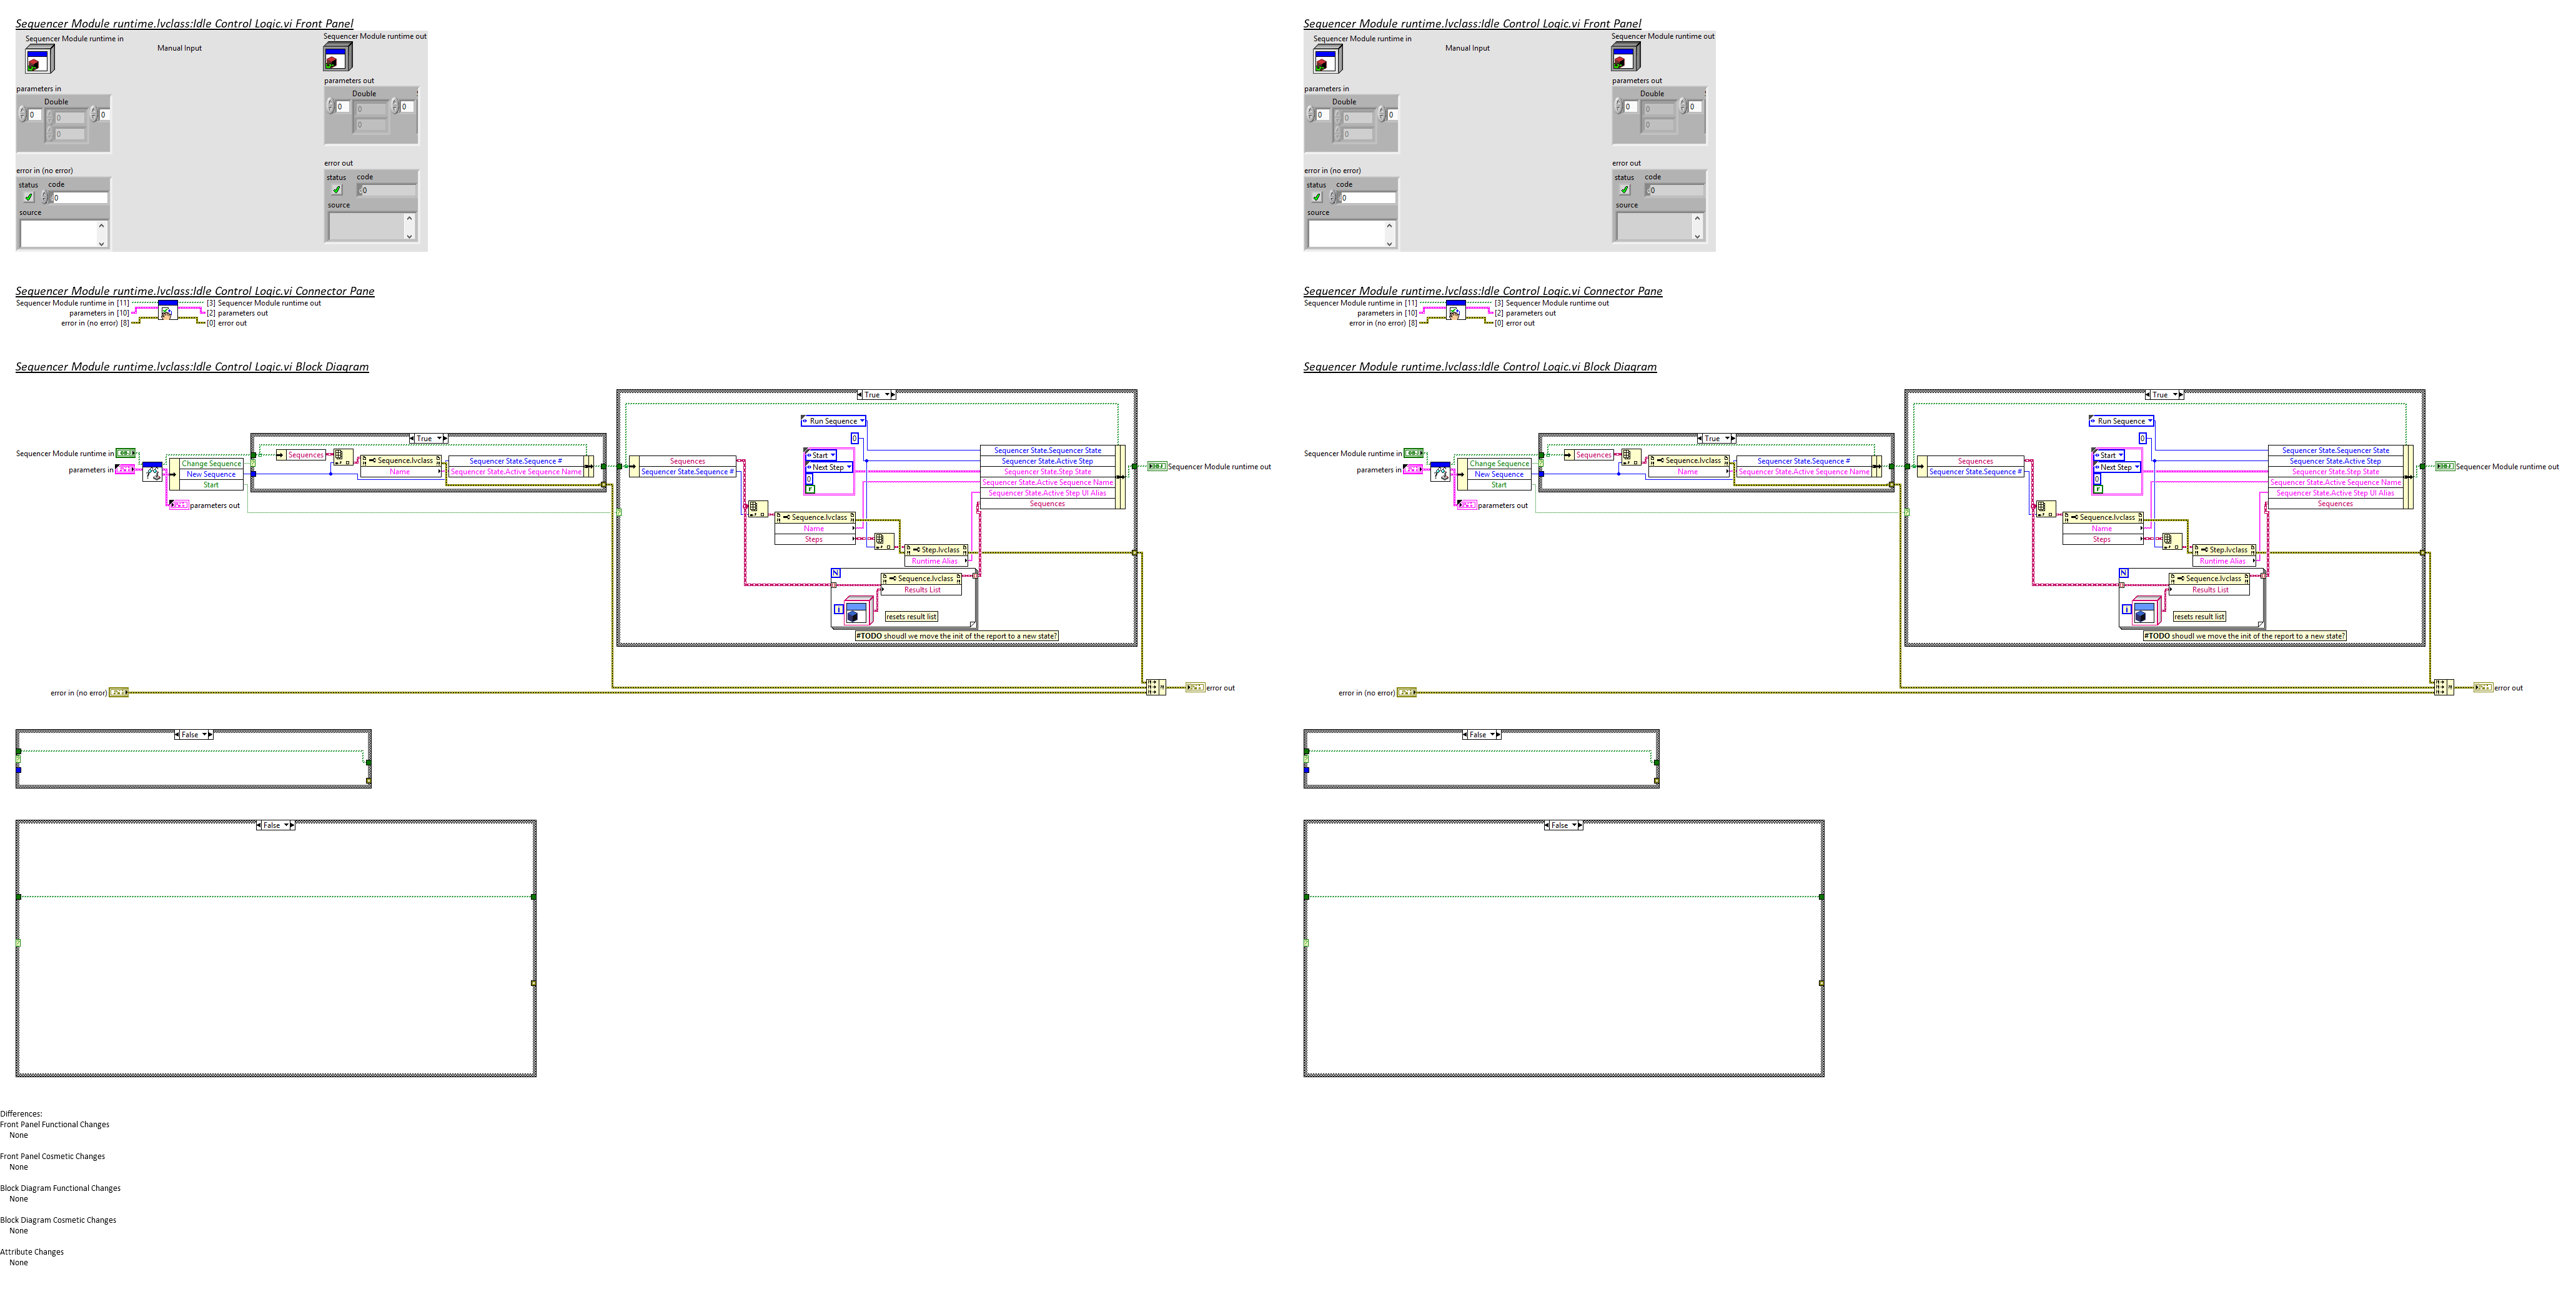 Sequencer Module runtime.lvclass:Idle Control Logic.vi Front Panel
Sequencer Module runtime in
Manual Input
Sequencer Module runtime out
parameters in
Double
0
0
0
0
parameters out
Double
0
0
0
0
error in (no error)
status code
0
source
error out
status code
0
source
Sequencer Module runtime.lvclass:Idle Control Logic.vi Connector Pane
Sequencer Module runtime in [11]
parameters in [10]
error in (no error) [8]
[3] Sequencer Module runtime out
[2] parameters out
[0] error out
Sequencer Module runtime.lvclass:Idle Control Logic.vi Block Diagram
Sequencer Module runtime in
parameters in
Change Sequence
New Sequence
Start
parameters out
True
Sequences
Sequence.lvclass
Name
Sequencer State.Sequence #
Sequencer State.Active Sequence Name
True
Sequences
Sequencer State.Sequence #
Run Sequence
0
Start
Next Step
0
F
Sequencer State.Sequencer State
Sequencer State.Active Step
Sequencer State.Step State
Sequencer State.Active Sequence Name
Sequencer State.Active Step UI Alias
Sequences
Sequence.lvclass
Name
Steps
Step.lvclass
Runtime Alias
N
Sequence.lvclass
Results List
i
resets result list
#TODO shoudl we move the init of the report to a new state?
Sequencer Module runtime out
error in (no error)
error out
False
False
Sequencer Module runtime.lvclass:Idle Control Logic.vi Front Panel
Sequencer Module runtime in
Manual Input
Sequencer Module runtime out
parameters in
Double
0
0
0
0
parameters out
Double
0
0
0
0
error in (no error)
status code
0
source
error out
status code
0
source
Sequencer Module runtime.lvclass:Idle Control Logic.vi Connector Pane
Sequencer Module runtime in [11]
parameters in [10]
error in (no error) [8]
[3] Sequencer Module runtime out
[2] parameters out
[0] error out
Sequencer Module runtime.lvclass:Idle Control Logic.vi Block Diagram
Sequencer Module runtime in
parameters in
Change Sequence
New Sequence
Start
parameters out
True
Sequences
Sequence.lvclass
Name
Sequencer State.Sequence #
Sequencer State.Active Sequence Name
True
Sequences
Sequencer State.Sequence #
Run Sequence
0
Start
Next Step
0
F
Sequencer State.Sequencer State
Sequencer State.Active Step
Sequencer State.Step State
Sequencer State.Active Sequence Name
Sequencer State.Active Step UI Alias
Sequences
Sequence.lvclass
Name
Steps
Step.lvclass
Runtime Alias
N
Sequence.lvclass
Results List
i
resets result list
#TODO shoudl we move the init of the report to a new state?
Sequencer Module runtime out
error in (no error)
error out
False
False
Differences:
Front Panel Functional Changes
None
Front Panel Cosmetic Changes
None
Block Diagram Functional Changes
None
Block Diagram Cosmetic Changes
None
Attribute Changes
None